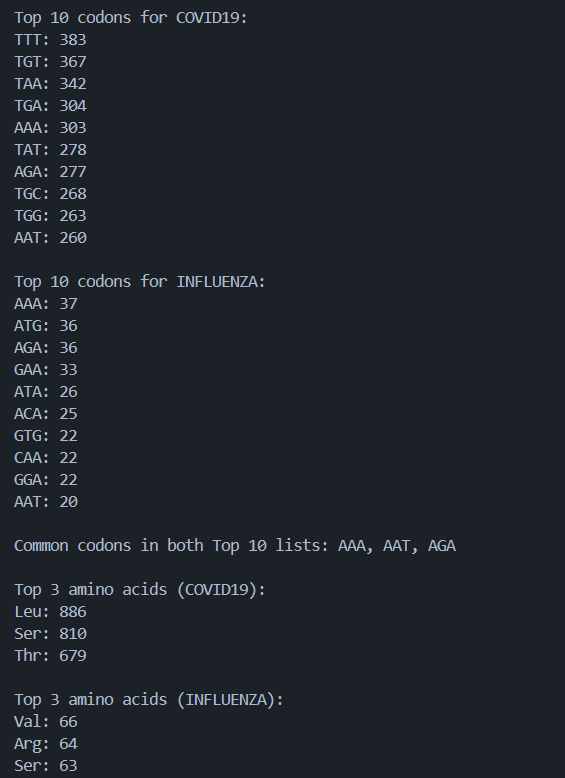 Top 10 codons for COVID19:
TTT: 383
TGT: 367
TAA: 342
TGA: 304
AAA: 303
TAT: 278
AGA: 277
TGC: 268
TGG: 263
AAT: 260
Top 10 codons for INFLUENZA:
AAA: 37
ATG: 36
AGA: 36
GAA: 33
ATA: 26
ACA: 25
GTG: 22
CAA: 22
GGA: 22
AAT: 20
Common codons in both Top 10 lists: AAA, AAT, AGA
Top 3 amino acids (COVID19):
Leu: 886
Ser: 810
Thr: 679
Top 3 amino acids (INFLUENZA):
Val: 66
Arg: 64
Ser: 63